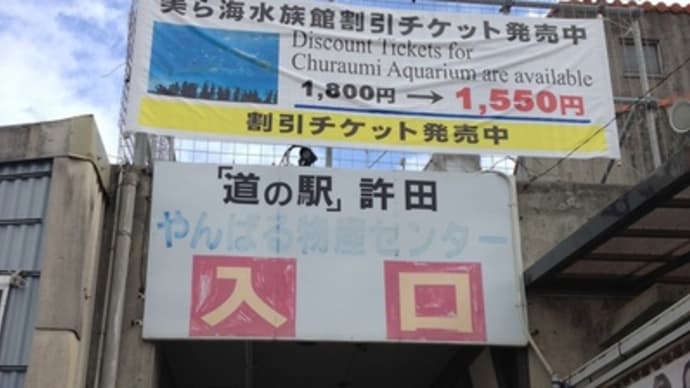 美ら海水族館割引チケット発売中
Discount Tickets for
Churaumi Aquarium are available
1,800円 → 1,550円
割引チケット発売中
「道の駅」許田
やんばる物産センター
入口